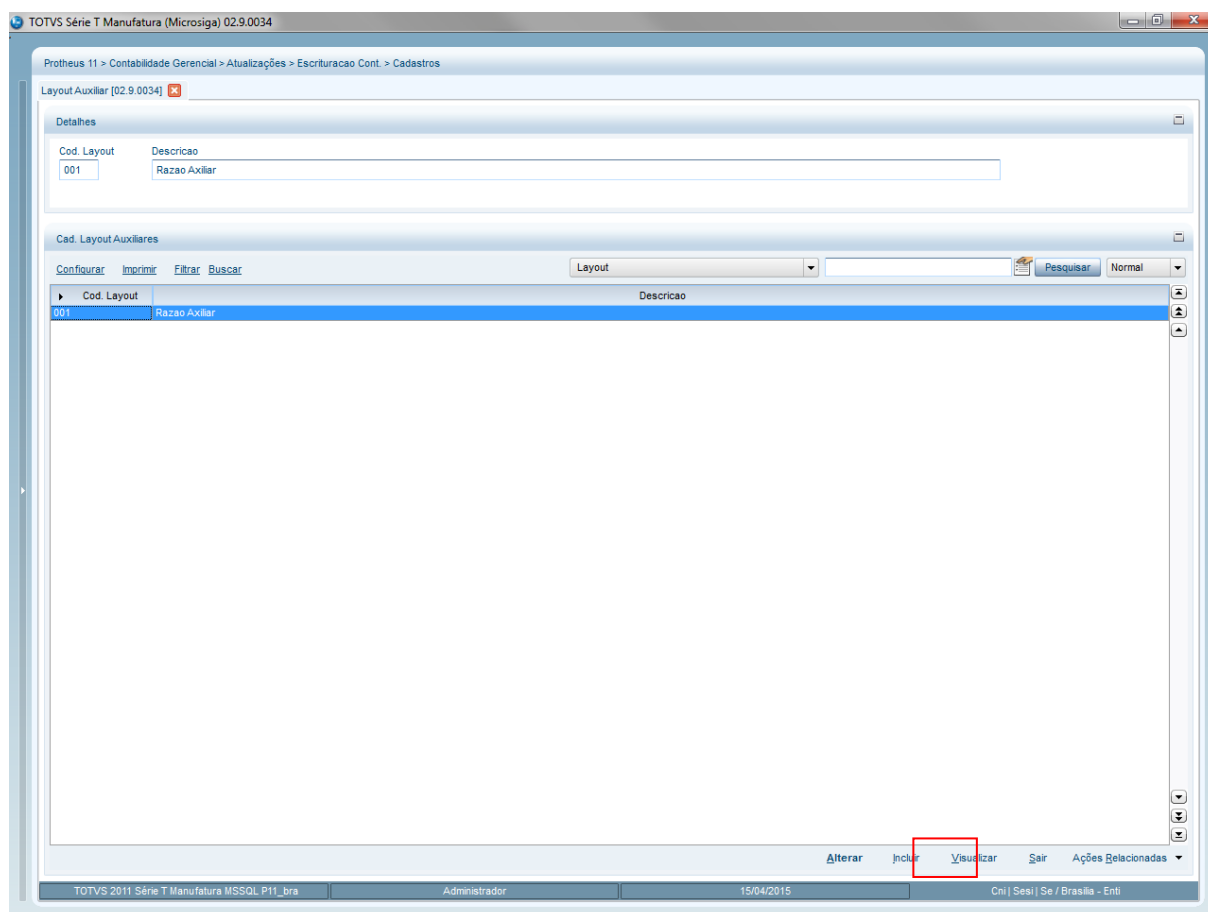 TOTVS Série T Manufatura (Microsiga) 02.9.0034
Protheus 11 > Contabilidade Gerencial > Atualizações > Escrituracao Cont. > Cadastros
Layout Auxiliar [02.9.0034]
Detalhes
Cod. Layout Descricao
001 Razao Axiliar
Cad. Layout Auxiliares
Configurar Imprimir Filtrar Buscar Layout Pesquisar Normal
Cod. Layout Descricao
001 Razao Axiliar
Alterar Incluir Visualizar Sair Ações Relacionadas
TOTVS 2011 Série T Manufatura MSSQL P11_bra Administrador 15/04/2015 Cni | Sesi | Se / Brasilia - Enti